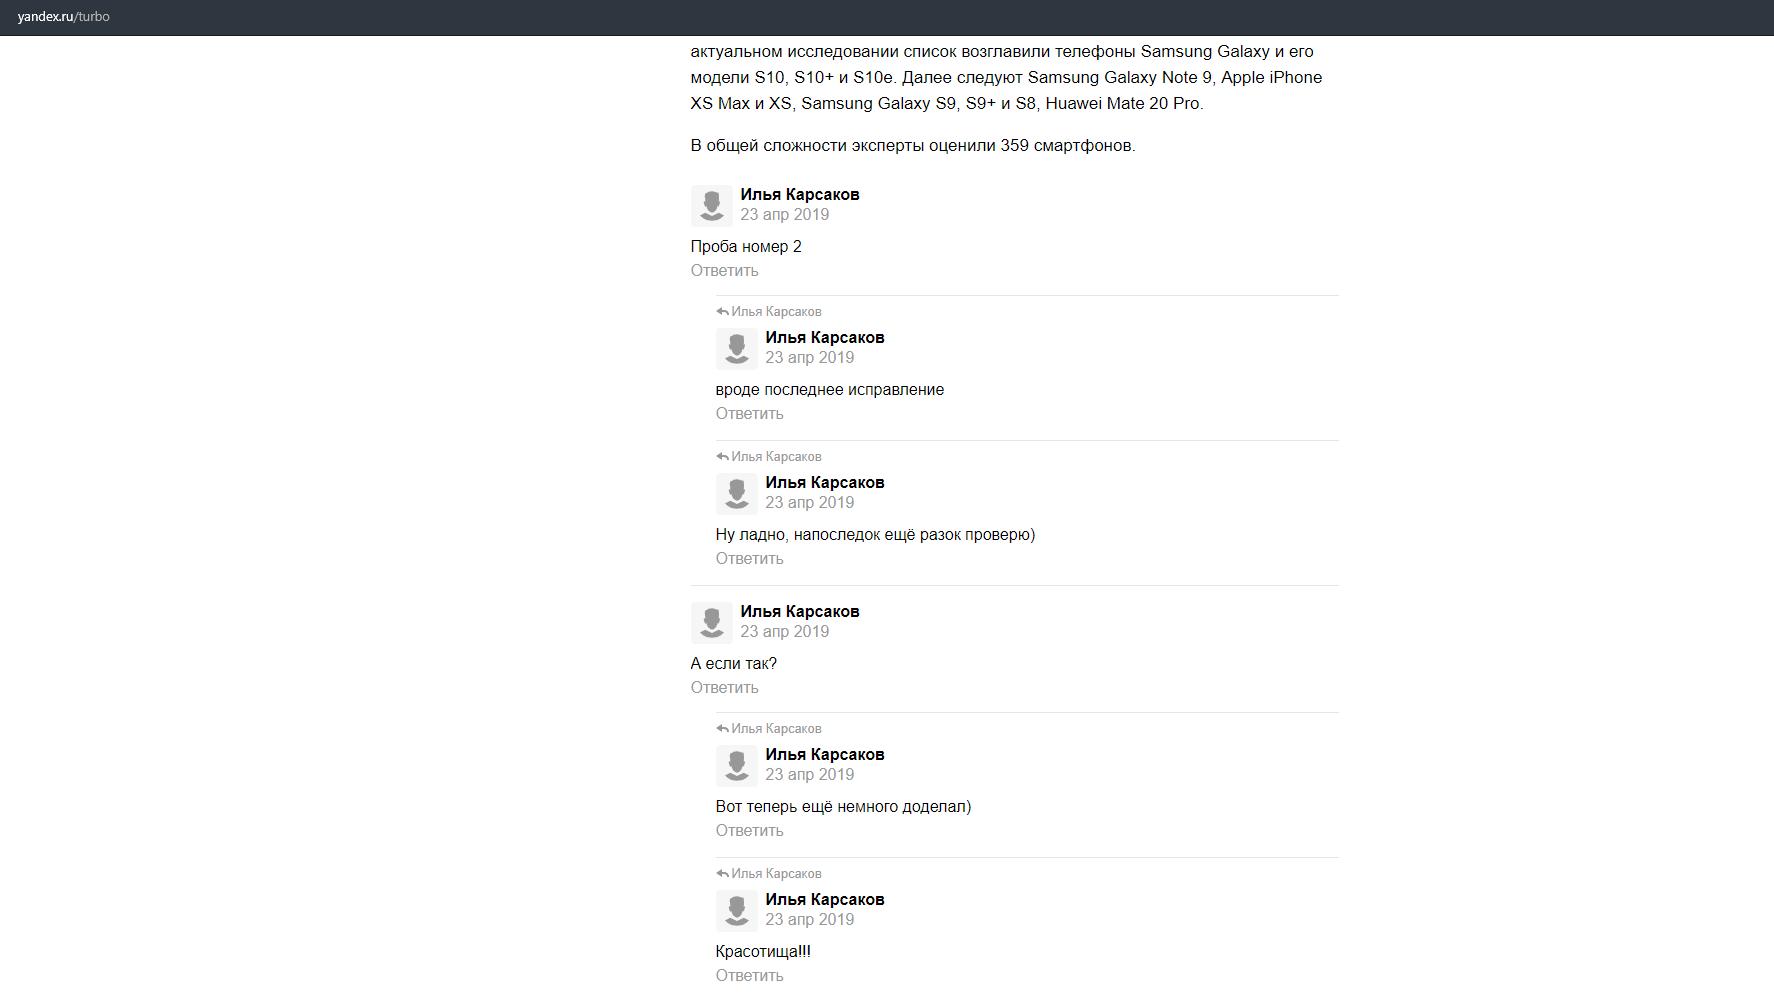 yandex.ru/turbo
актуальном исследовании список возглавили телефоны Samsung Galaxy и его
модели S10, S10+ и S10e. Далее следуют Samsung Galaxy Note 9, Apple iPhone
XS Max и XS, Samsung Galaxy S9, S9+ и S8, Huawei Mate 20 Pro.
В общей сложности эксперты оценили 359 смартфонов.
Илья Карсаков
23 апр 2019
Проба номер 2
Ответить
Илья Карсаков
Илья Карсаков
23 апр 2019
вроде последнее исправление
Ответить
Илья Карсаков
Илья Карсаков
23 апр 2019
Ну ладно, напоследок ещё разок проверю)
Ответить
Илья Карсаков
23 апр 2019
А если так?
Ответить
Илья Карсаков
Илья Карсаков
23 апр 2019
Вот теперь ещё немного доделал)
Ответить
Илья Карсаков
Илья Карсаков
23 апр 2019
Красотища!!!
Ответить